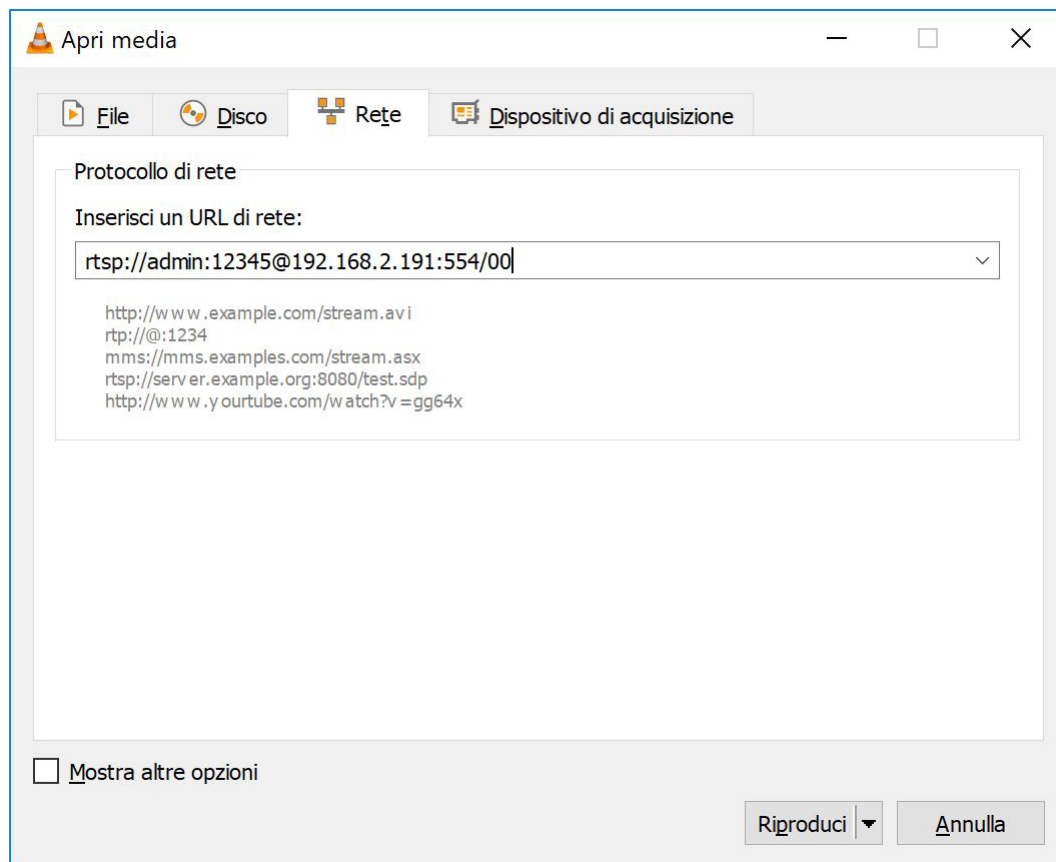 Apri media
File
Disco
Rete
Dispositivo di acquisizione
Protocollo di rete
Inserisci un URL di rete:
rtsp://admin:12345@192.168.2.191:554/00
http://www.example.com/stream.avi
rtp://@:1234
mms://mms.examples.com/stream.asx
rtsp://server.example.org:8080/test.sdp
http://www.yourtube.com/watch?v=gg64x
Mostra altre opzioni
Riproduci
Annulla